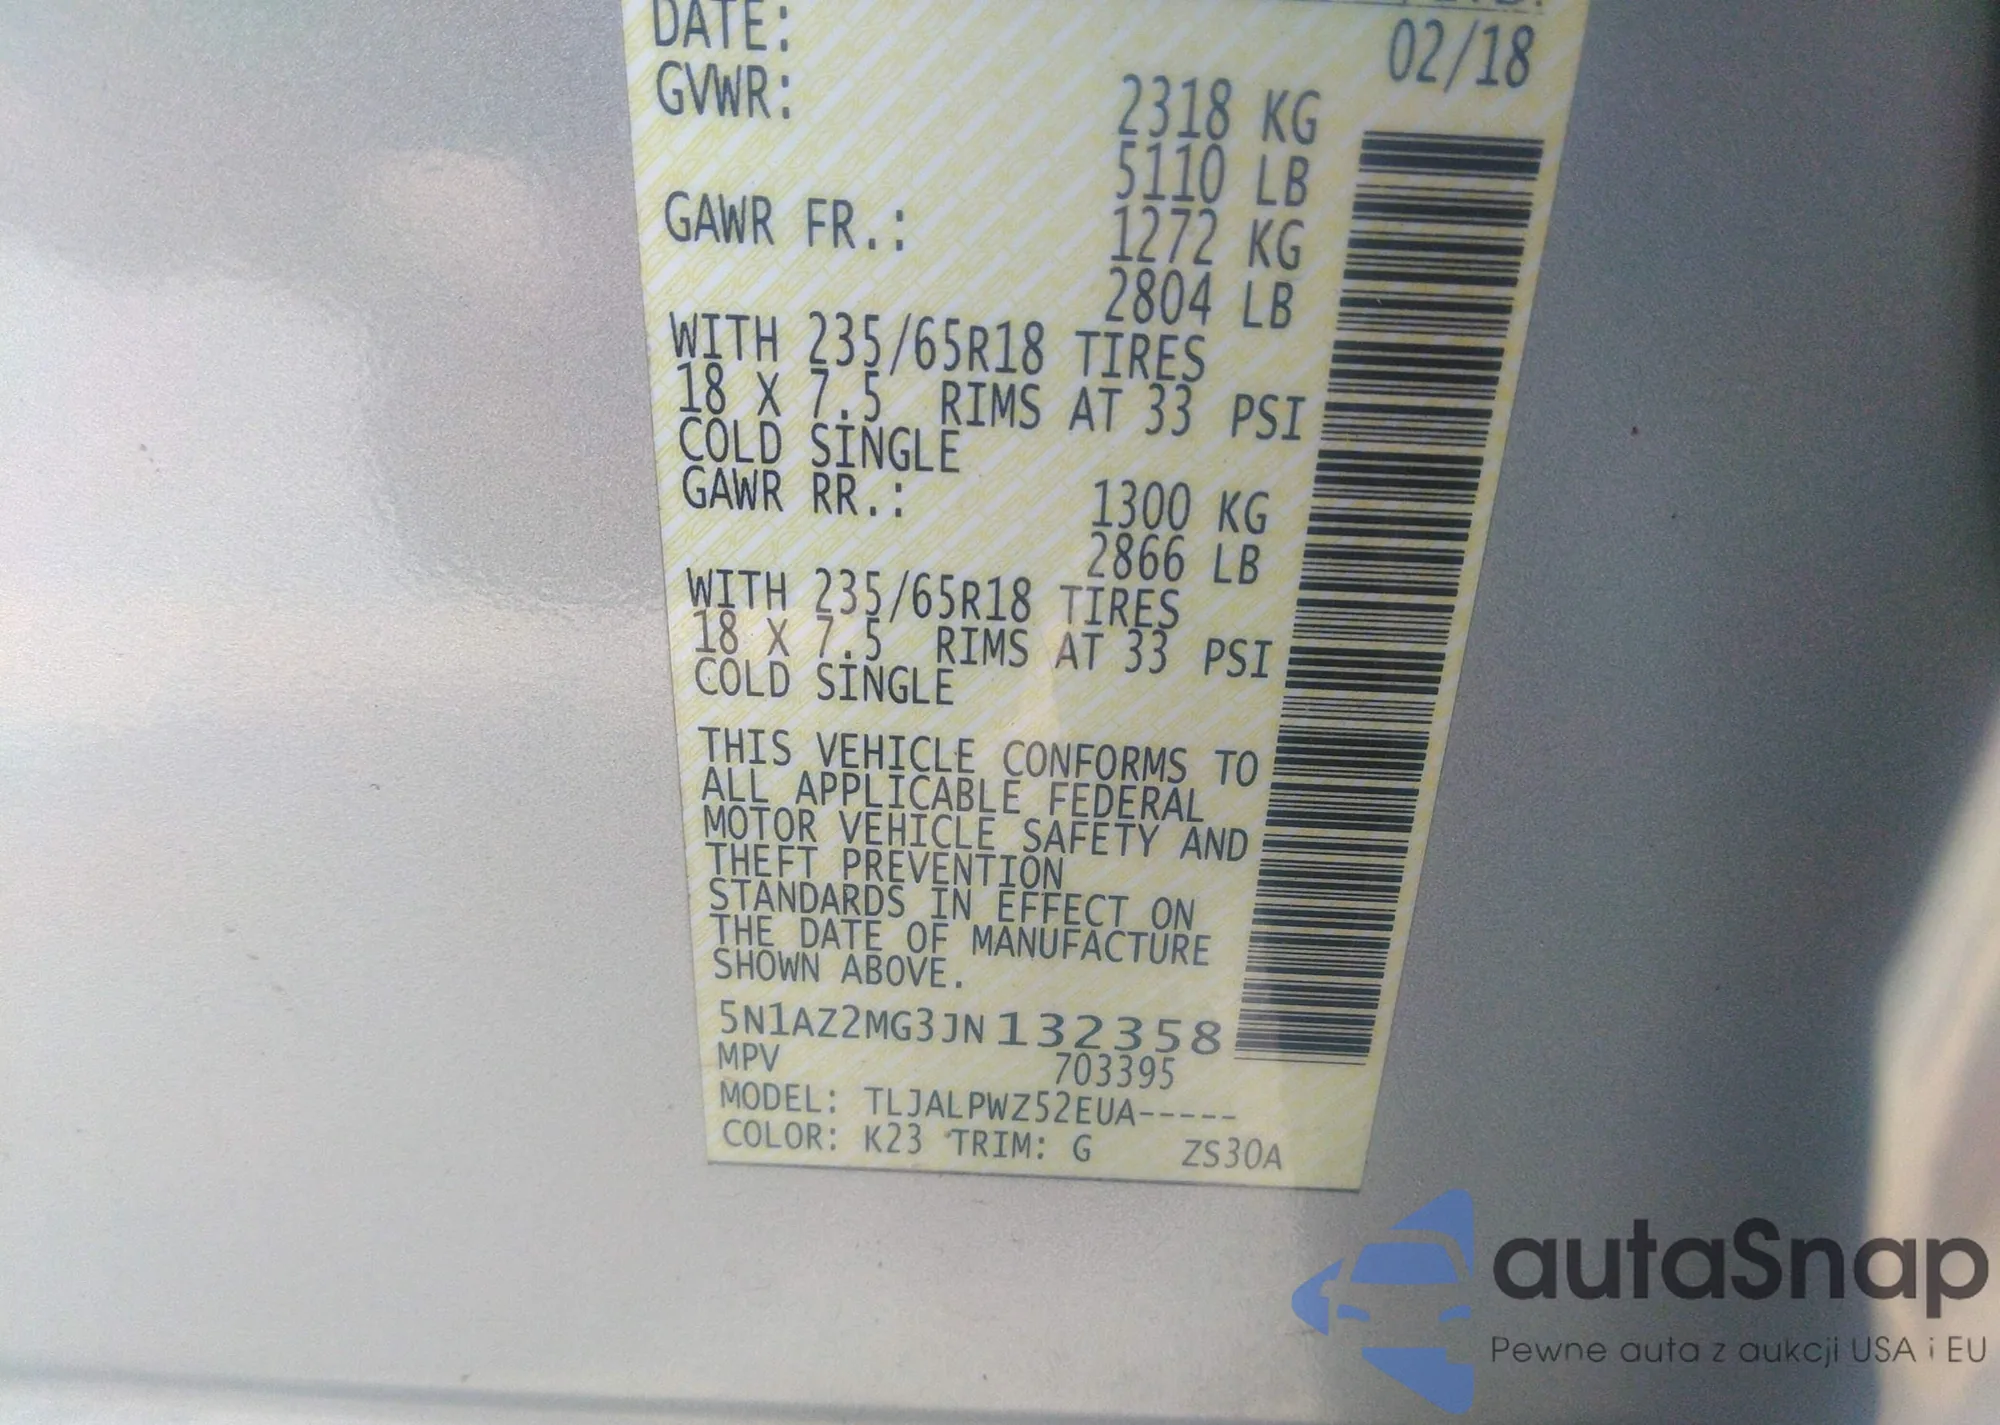 DATE: 02/18
GVWR: 2318 KG
5110 LB
GAWR FR.: 1272 KG
2804 LB
WITH 235/65R18 TIRES
18 X 7.5 RIMS AT 33 PSI
COLD SINGLE
GAWR RR.: 1300 KG
2866 LB
WITH 235/65R18 TIRES
18 X 7.5 RIMS AT 33 PSI
COLD SINGLE
THIS VEHICLE CONFORMS TO
ALL APPLICABLE FEDERAL
MOTOR VEHICLE SAFETY AND
THEFT PREVENTION
STANDARDS IN EFFECT ON
THE DATE OF MANUFACTURE
SHOWN ABOVE.
5N1AZ2MG3JN132358
MPV 703395
MODEL: TLJALPWZ52EUA-----
COLOR: K23 TRIM: G ZS30A
autaSnap
Pewne auta z aukcji USA i EU